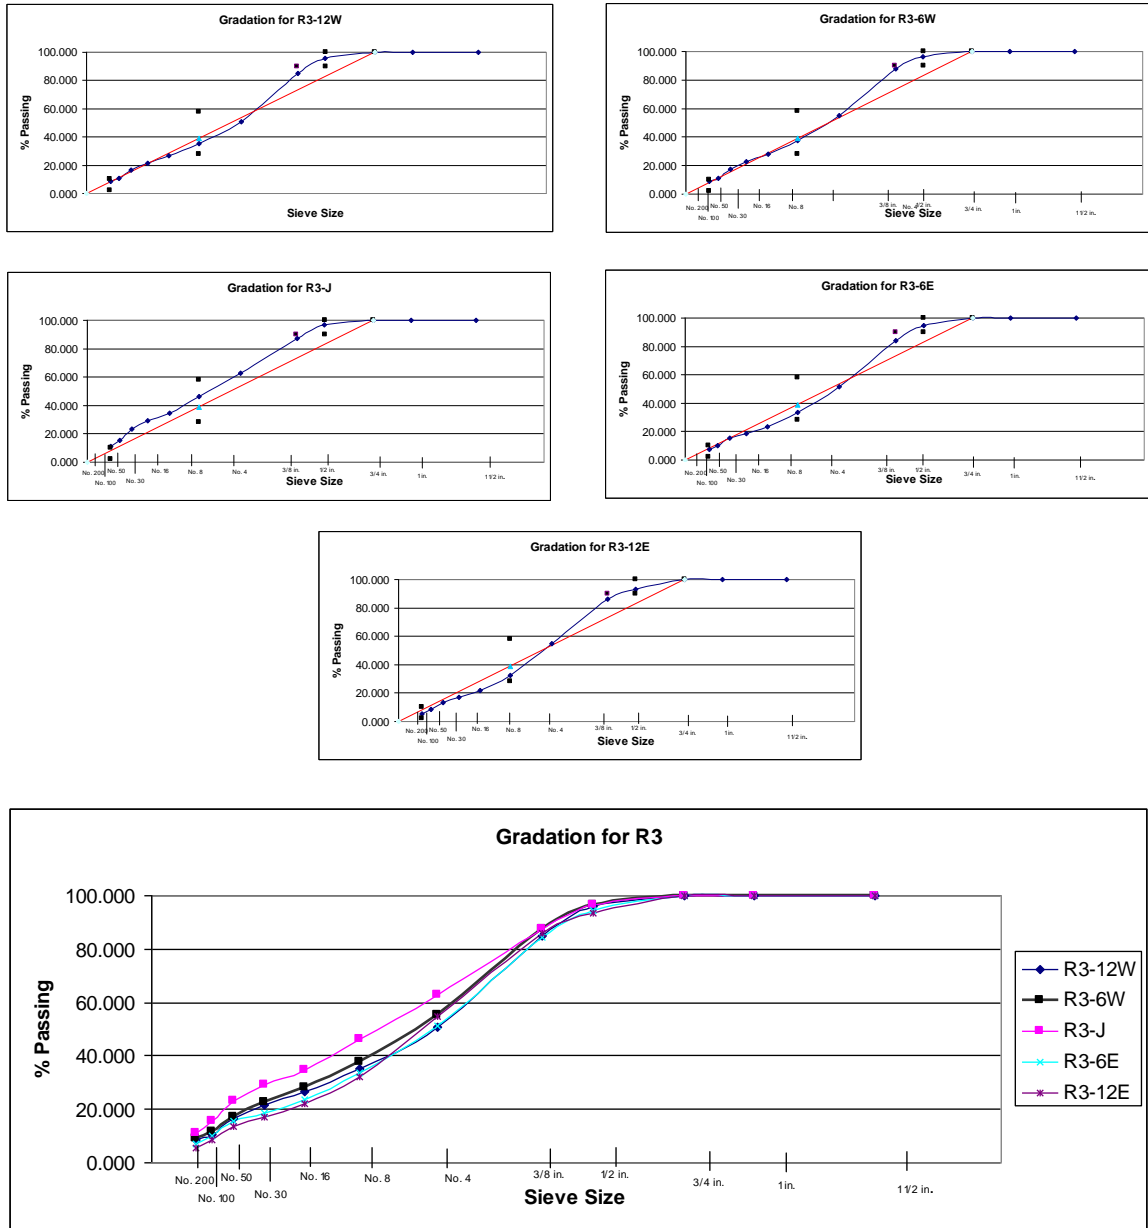 Gradation for R3-12W
100.000
80.000
60.000
40.000
20.000
0.000
% Passing
Sieve Size
Gradation for R3-6W
100.000
80.000
60.000
40.000
20.000
0.000
% Passing
No. 200
No. 100
No. 50
No. 30
No. 16
No. 8
3/8 in.
No. 4
1/2 in.
3/4 in.
1in.
11/2 in.
Sieve Size
Gradation for R3-J
100.000
80.000
60.000
40.000
20.000
0.000
% Passing
No. 200
No. 100
No. 50
No. 30
No. 16
No. 8
No. 4
3/8 in.
1/2 in.
3/4 in.
1in.
11/2 in.
Sieve Size
Gradation for R3-6E
100.000
80.000
60.000
40.000
20.000
0.000
% Passing
No. 200
No. 100
No. 50
No. 30
No. 16
No. 8
No. 4
3/8 in.
1/2 in.
3/4 in.
1in.
11/2 in.
Sieve Size
Gradation for R3-12E
100.000
80.000
60.000
40.000
20.000
0.000
% Passing
No. 200
No. 100
No. 50
No. 30
No. 16
No. 8
No. 4
3/8 in.
1/2 in.
3/4 in.
1in.
11/2 in.
Sieve Size
Gradation for R3
100.000
80.000
60.000
40.000
20.000
0.000
% Passing
No. 200
No. 100
No. 50
No. 30
No. 16
No. 8
No. 4
3/8 in.
1/2 in.
3/4 in.
1in.
11/2 in.
Sieve Size
R3-12W
R3-6W
R3-J
R3-6E
R3-12E